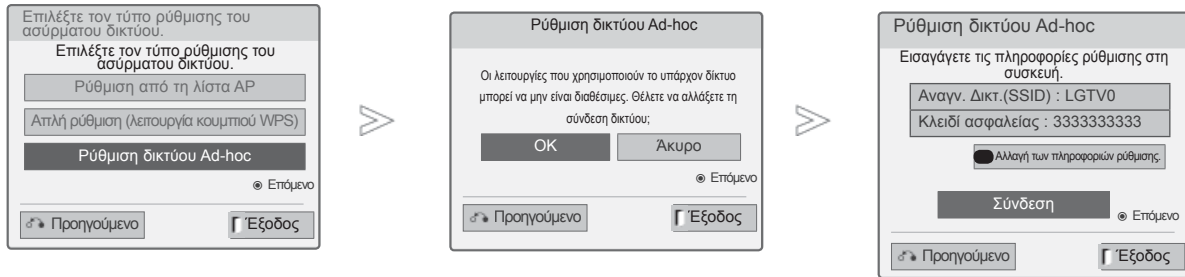 Επιλέξτε τον τύπο ρύθμισης του
ασύρματου δικτύου.
Επιλέξτε τον τύπο ρύθμισης του
ασύρματου δικτύου.
Ρύθμιση από τη λίστα AP
Απλή ρύθμιση (λειτουργία κουμπιού WPS)
Ρύθμιση δικτύου Ad-hoc
Επόμενο
Προηγούμενο
Έξοδος
Ρύθμιση δικτύου Ad-hoc
Οι λειτουργίες που χρησιμοποιούν το υπάρχον δίκτυο
μπορεί να μην είναι διαθέσιμες. Θέλετε να αλλάξετε τη
σύνδεση δικτύου;
OK
Άκυρο
Επόμενο
Προηγούμενο
Έξοδος
Ρύθμιση δικτύου Ad-hoc
Εισαγάγετε τις πληροφορίες ρύθμισης στη
συσκευή.
Αναγν. Δικτ.(SSID) : LGTV0
Κλειδί ασφαλείας : 3333333333
Αλλαγή των πληροφοριών ρύθμισης.
Σύνδεση
Επόμενο
Προηγούμενο
Έξοδος